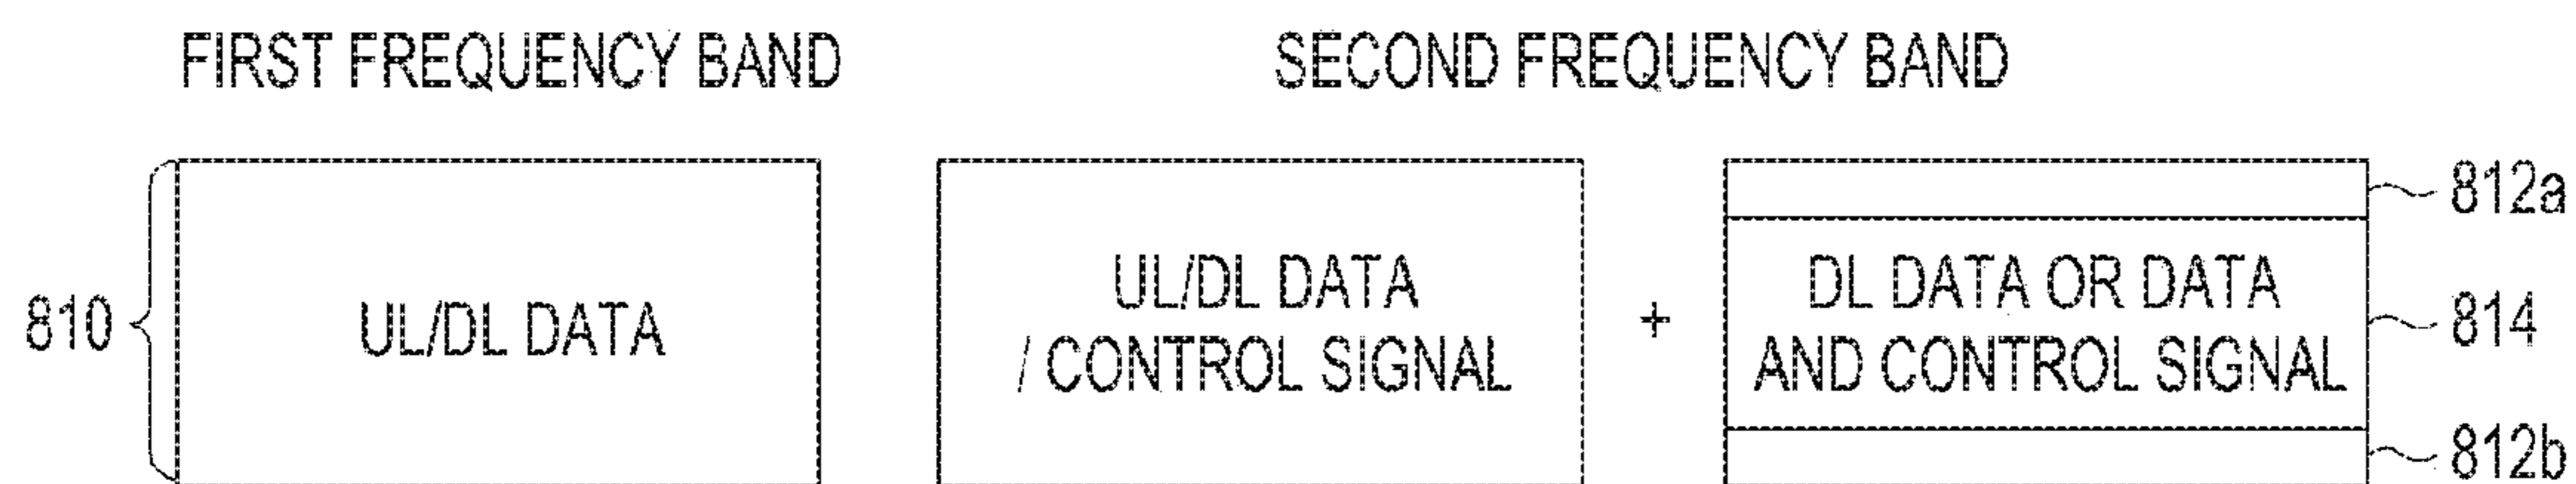 FIRST FREQUENCY BAND
SECOND FREQUENCY BAND
810
UL/DL DATA
UL/DL DATA
/ CONTROL SIGNAL
+
DL DATA OR DATA
AND CONTROL SIGNAL
812a
814
812b